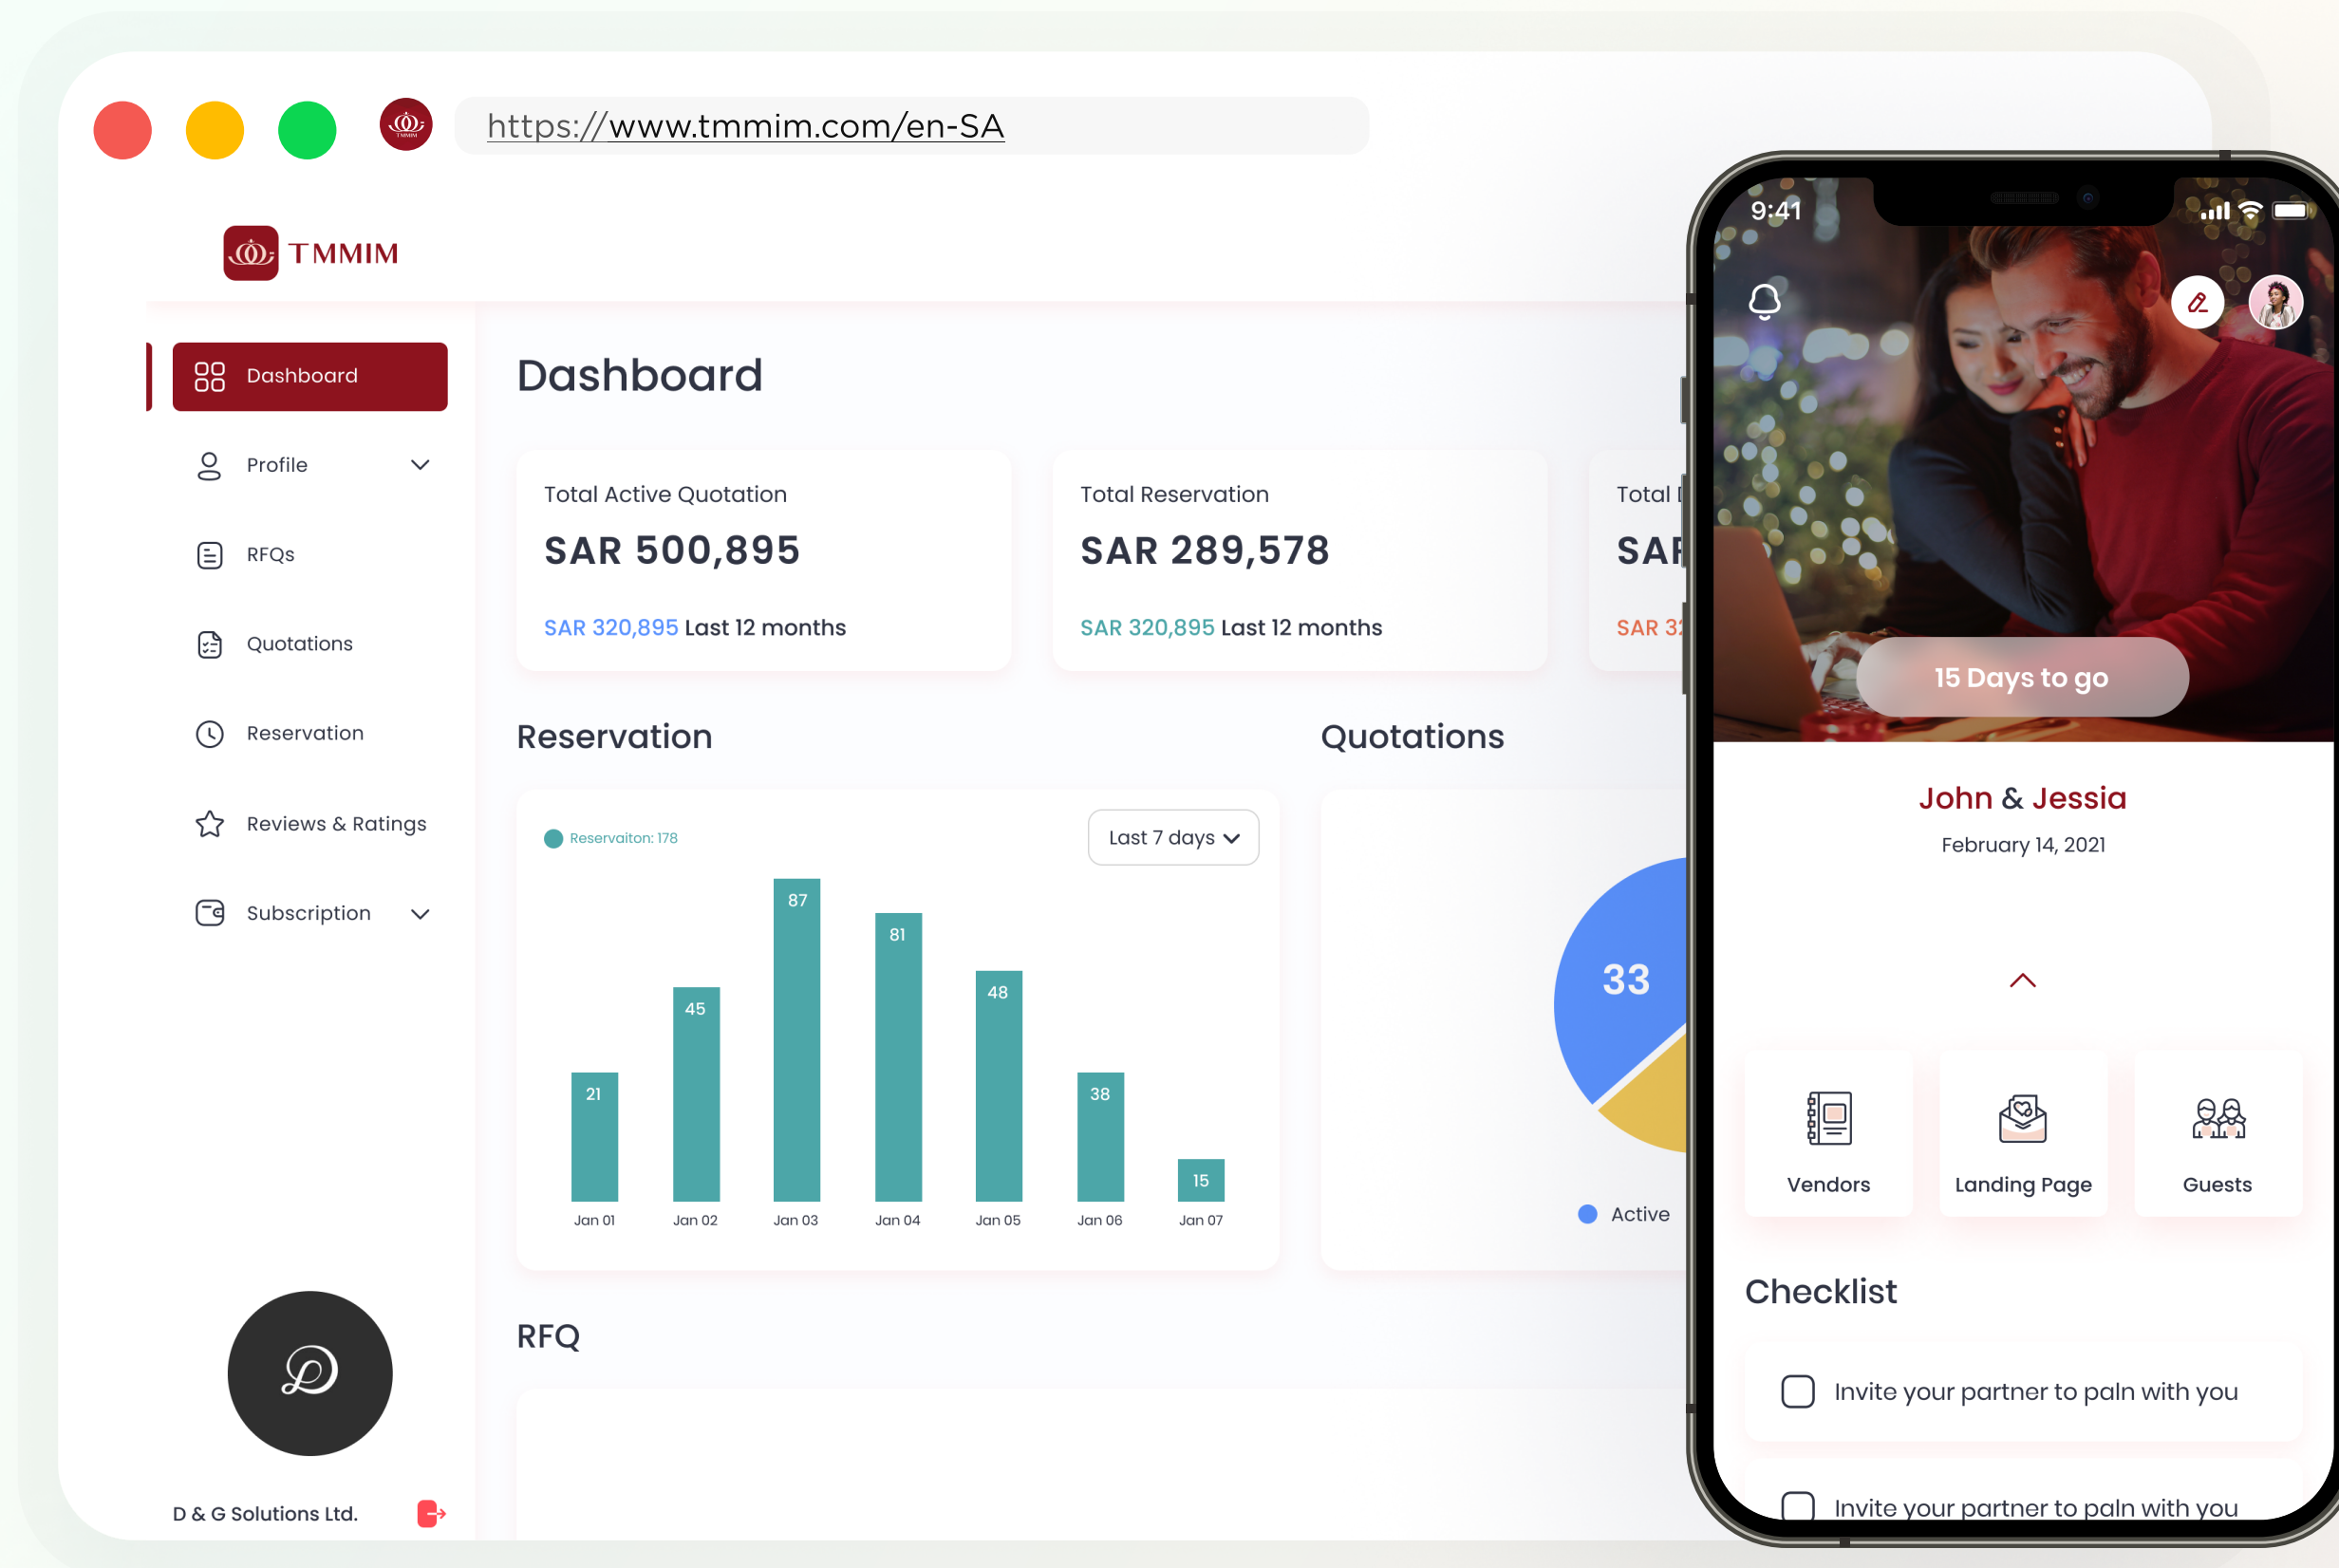 https://www.tmmim.com/en-SA
TMMIM
TMMIM
Dashboard
Profile
RFQs
Quotations
Reservation
Reviews & Ratings
Subscription
D
D & G Solutions Ltd.
Dashboard
Total Active Quotation
SAR 500,895
SAR 320,895 Last 12 months
Total Reservation
SAR 289,578
SAR 320,895 Last 12 months
Total
SAR
SAR 32
Reservation
Reservaiton: 178
Last 7 days
21
45
87
81
48
38
15
Jan 01 Jan 02 Jan 03 Jan 04 Jan 05 Jan 06 Jan 07
Quotations
33
Active
RFQ
9:41
15 Days to go
John & Jessia
February 14, 2021
Vendors
Landing Page
Guests
Checklist
Invite your partner to paln with you
Invite your partner to paln with you